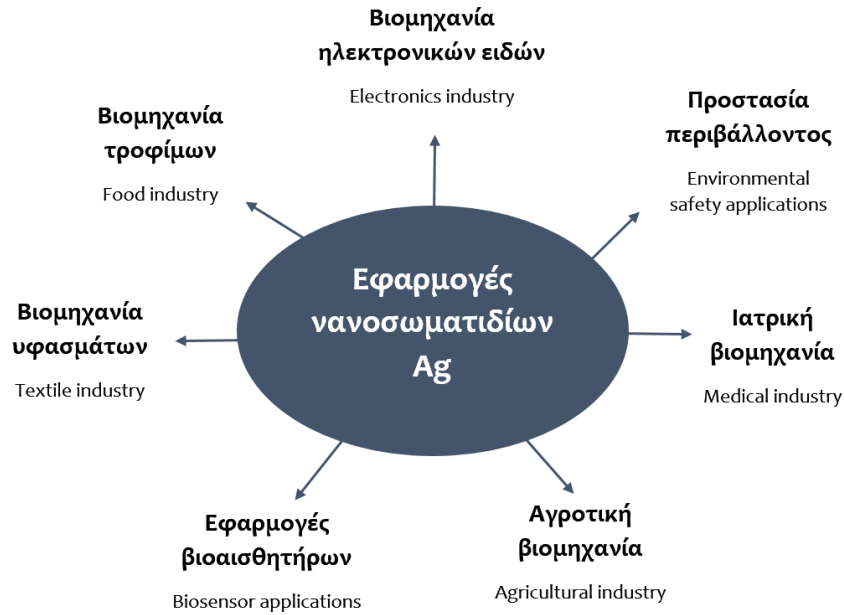 Βιομηχανία
ηλεκτρονικών ειδών
Electronics industry
Προστασία
περιβάλλοντος
Environmental
safety applications
Βιομηχανία
τροφίμων
Food industry
Εφαρμογές
νανοσωματιδίων
Ag
Βιομηχανία
υφασμάτων
Textile industry
Ιατρική
βιομηχανία
Medical industry
Εφαρμογές
βιοαισθητήρων
Biosensor applications
Αγροτική
βιομηχανία
Agricultural industry